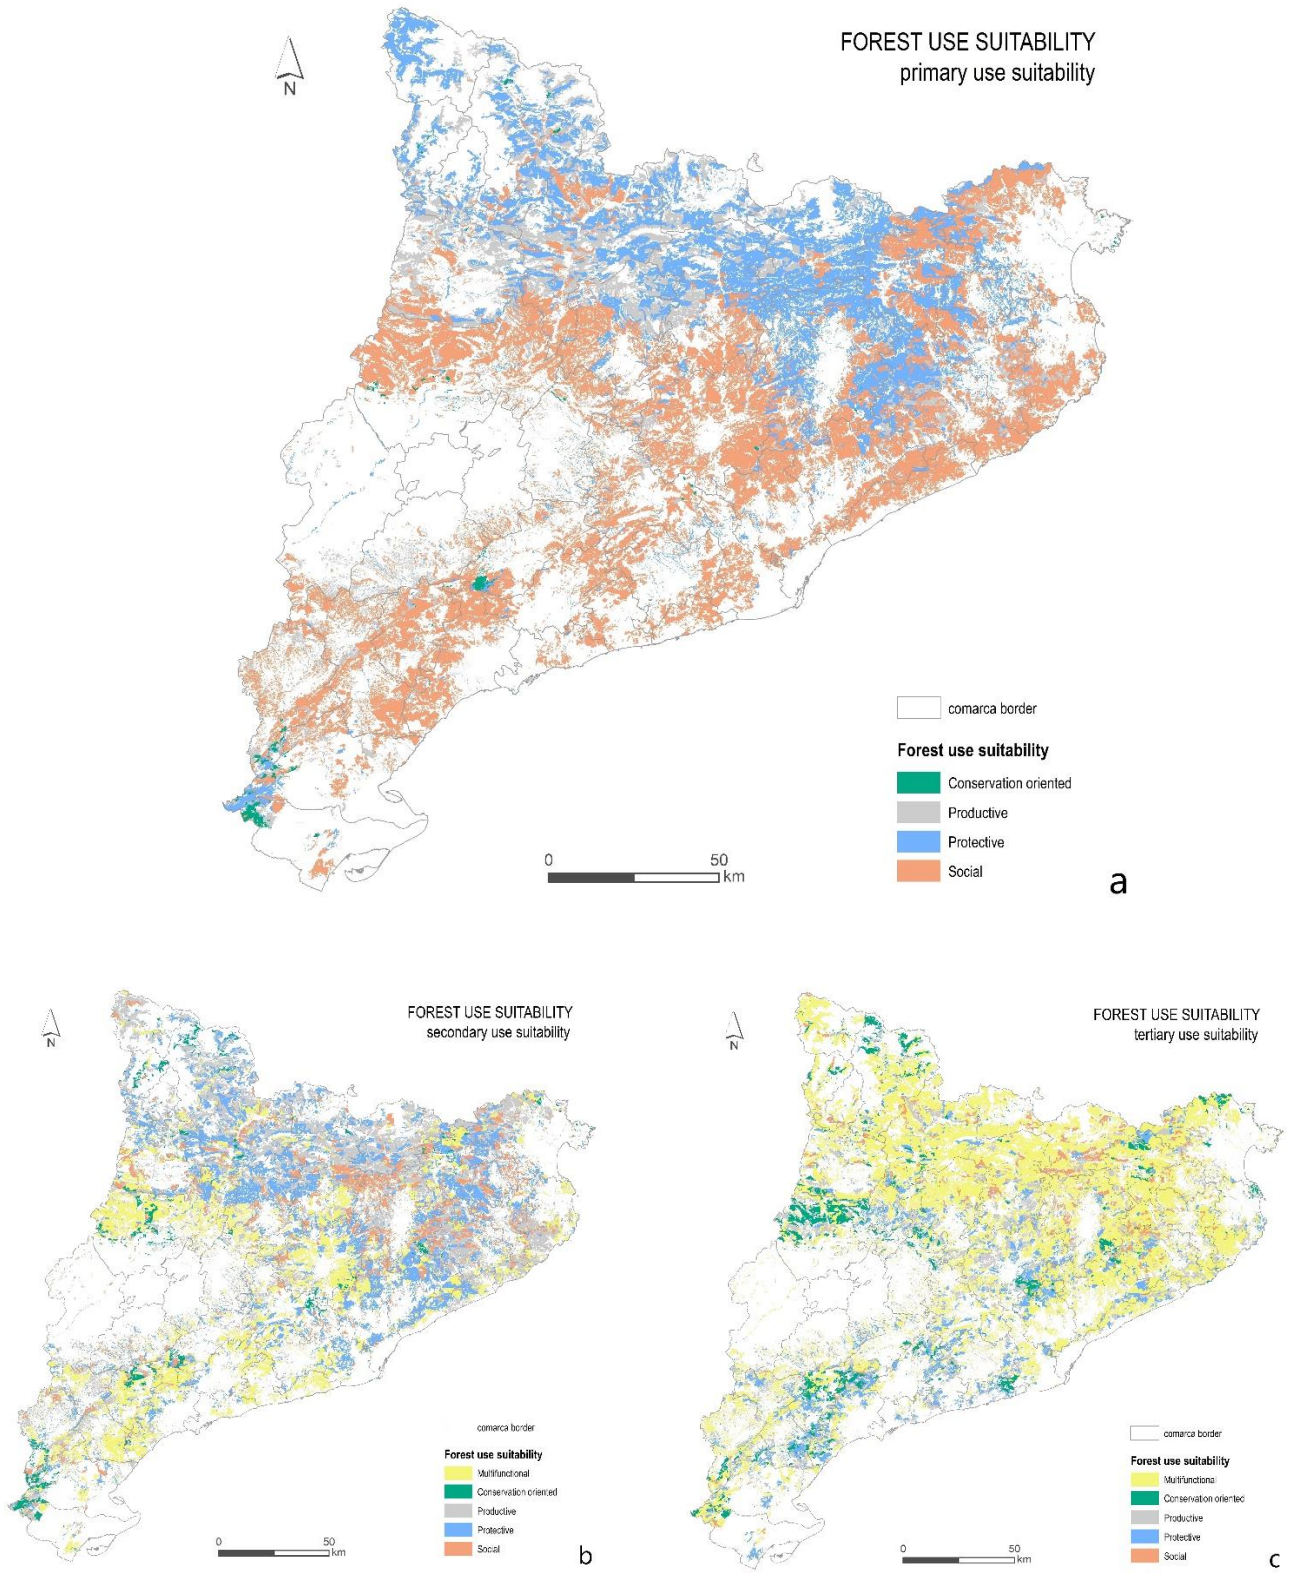 FOREST USE SUITABILITY
primary use suitability
N
comarca border
Forest use suitability
Conservation oriented
Productive
Protective
Social
0 50
km
a
FOREST USE SUITABILITY
secondary use suitability
N
comarca border
Forest use suitability
Multifunctional
Conservation oriented
Productive
Protective
Social
0 50
km
b
FOREST USE SUITABILITY
tertiary use suitability
N
comarca border
Forest use suitability
Multifunctional
Conservation oriented
Productive
Protective
Social
0 50
km
c